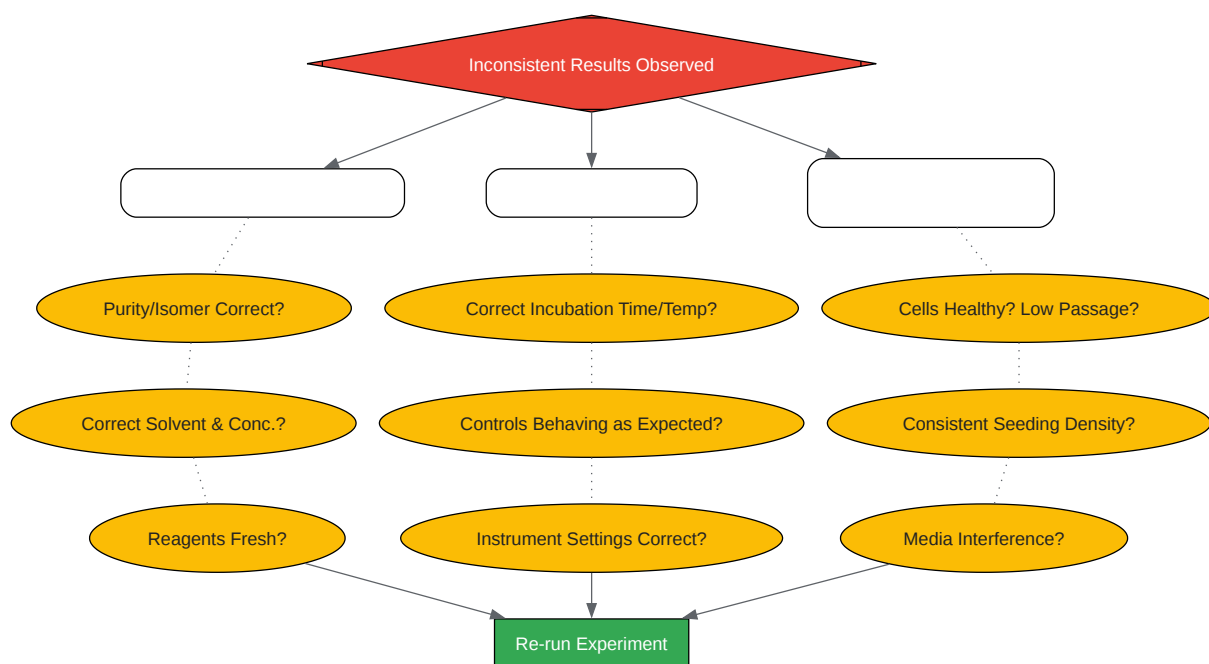 Inconsistent Results Observed
Purity/Isomer Correct?
Correct Incubation Time/Temp?
Cells Healthy? Low Passage?
Correct Solvent & Conc.?
Controls Behaving as Expected?
Consistent Seeding Density?
Reagents Fresh?
Instrument Settings Correct?
Media Interference?
Re-run Experiment